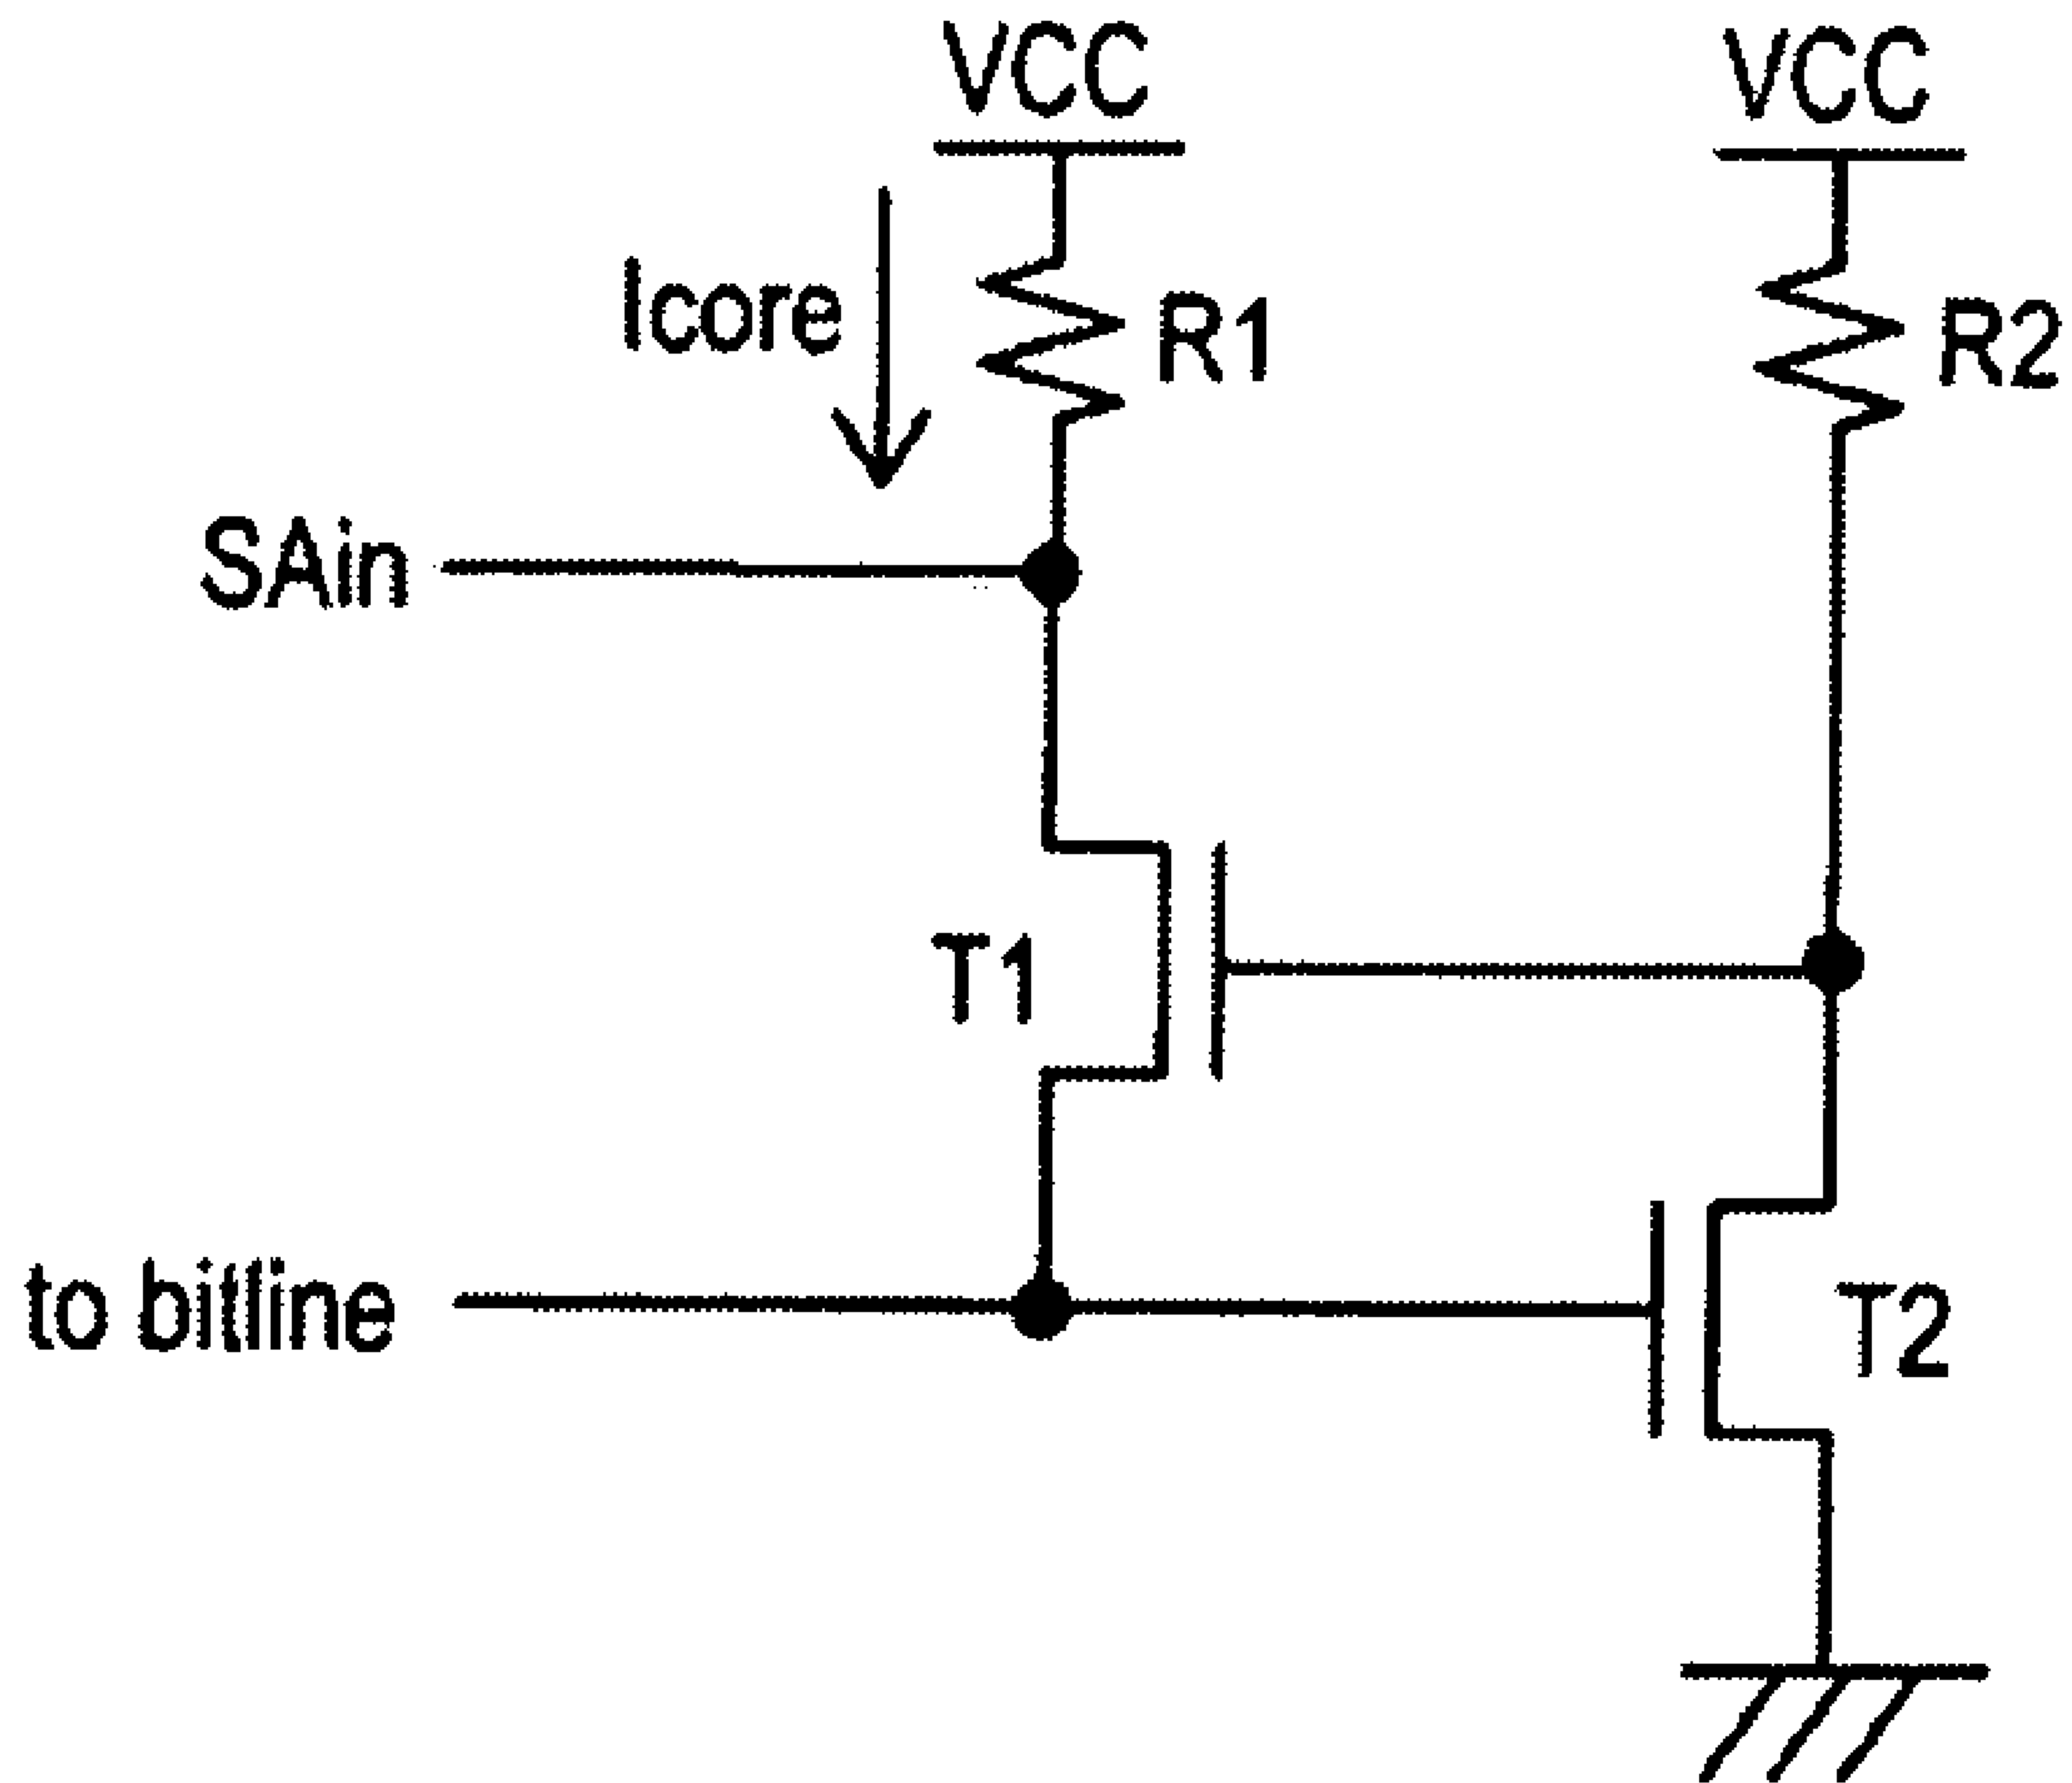 VCC
VCC
Icore
R1
R2
SAin
T1
to bitline
T2